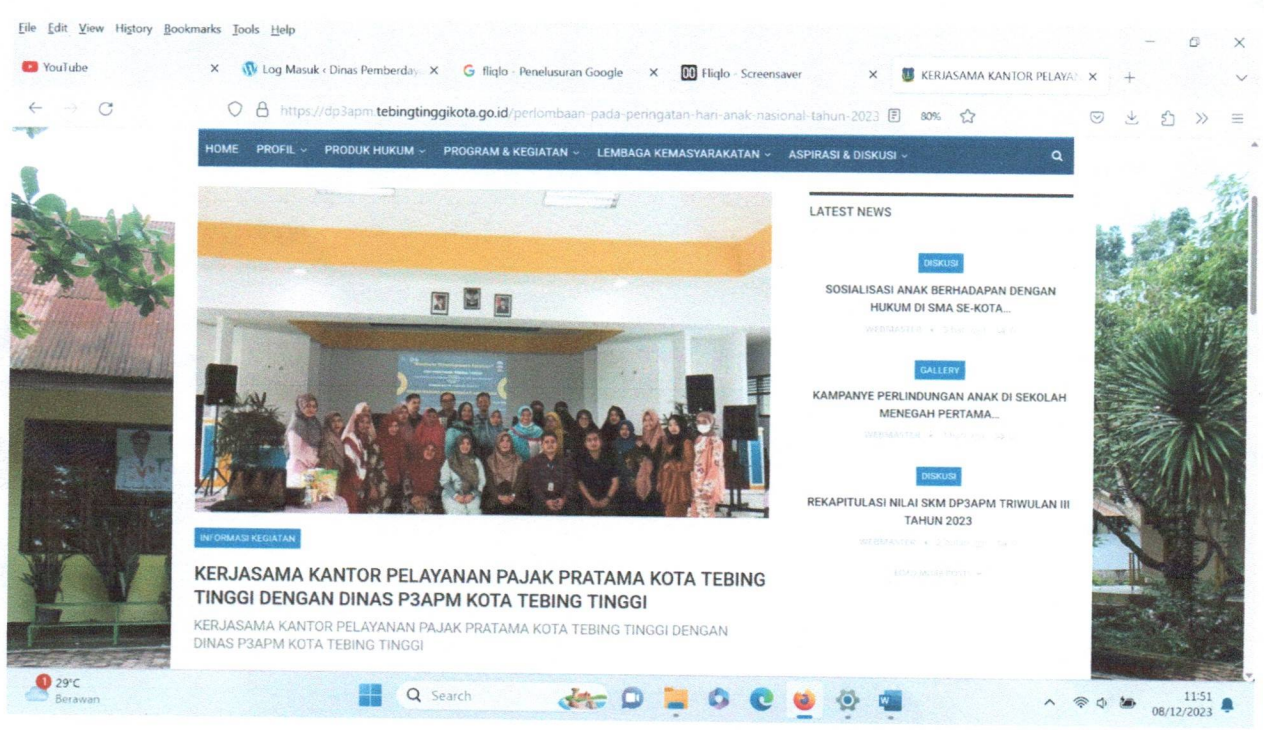 File Edit View History Bookmarks Tools Help
YouTube
Log Masuk ‹ Dinas Pemberday
fliqlo - Penelusuran Google
Fliqlo - Screensaver
KERJASAMA KANTOR PELAYA
https://dp3apm.tebingtinggikota.go.id/perlombaan-pada-peringatan-hari-anak-nasional-tahun-2023
80%
HOME PROFIL PRODUK HUKUM PROGRAM & KEGIATAN LEMBAGA KEMASYARAKATAN ASPIRASI & DISKUSI
LATEST NEWS
DISKUSI
SOSIALISASI ANAK BERHADAPAN DENGAN
HUKUM DI SMA SE-KOTA...
WEBMASTER
GALLERY
KAMPANYE PERLINDUNGAN ANAK DI SEKOLAH
MENEGAH PERTAMA...
WEBMASTER
DISKUSI
REKAPITULASI NILAI SKM DP3APM TRIWULAN III
TAHUN 2023
WEBMASTER
INFORMASI KEGIATAN
KERJASAMA KANTOR PELAYANAN PAJAK PRATAMA KOTA TEBING
TINGGI DENGAN DINAS P3APM KOTA TEBING TINGGI
KERJASAMA KANTOR PELAYANAN PAJAK PRATAMA KOTA TEBING TINGGI DENGAN
DINAS P3APM KOTA TEBING TINGGI
1
29°C
Berawan
Search
11:51
08/12/2023